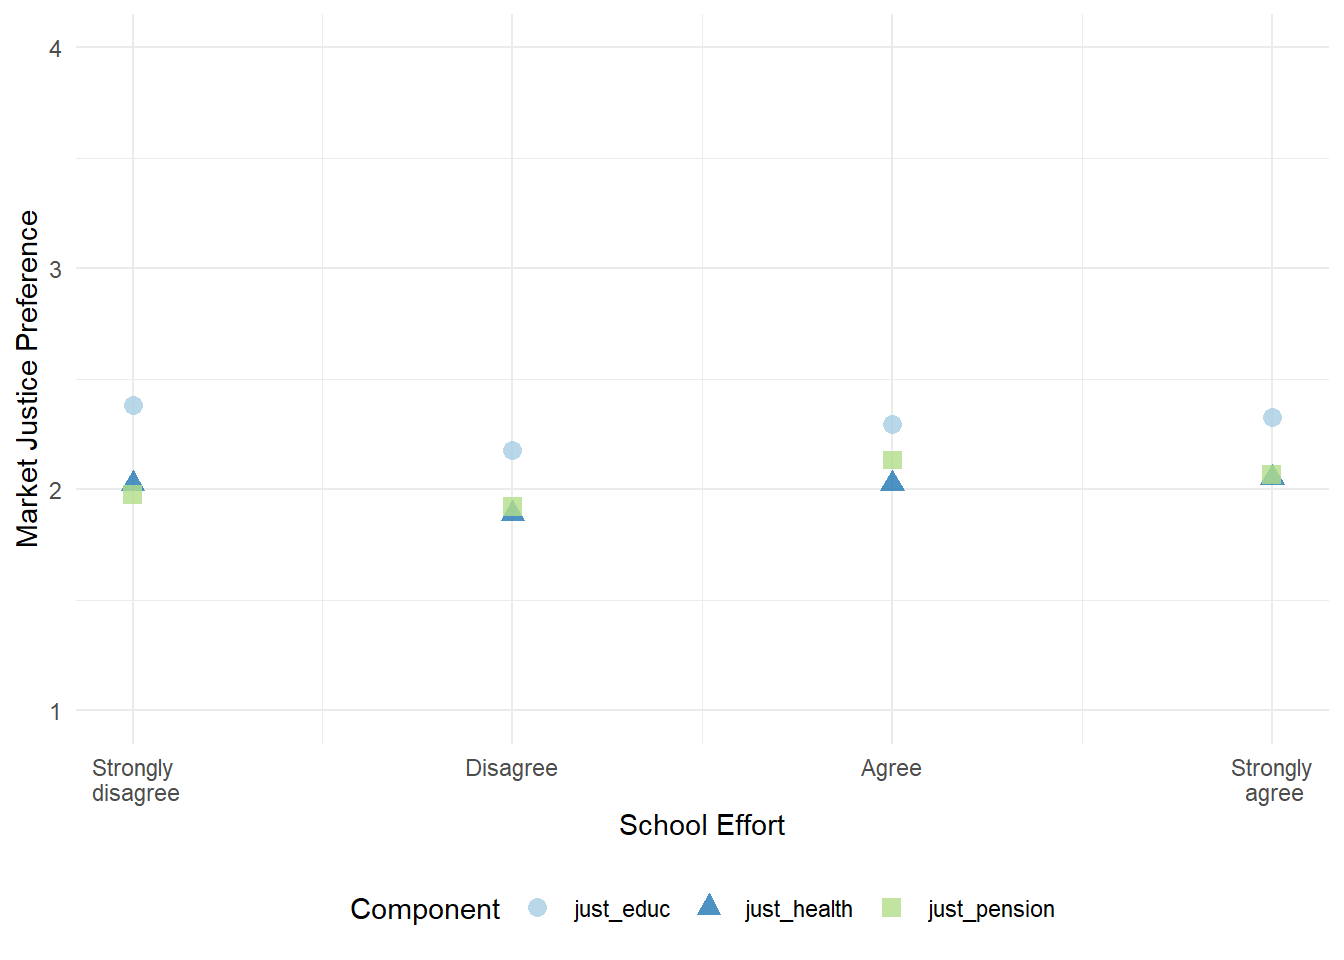 4
3
2
1
Market Justice Preference
Strongly
disagree
Disagree
Agree
Strongly
agree
School Effort
Component just_educ just_health just_pension